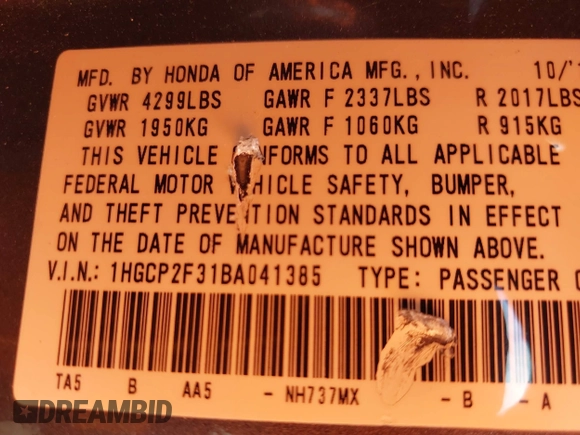 MFD. BY HONDA OF AMERICA MFG., INC. 10/
GVWR 4299LBS GAWR F 2337LBS R 2017LBS
GVWR 1950KG GAWR F 1060KG R 915KG
THIS VEHICLE NFORMS TO ALL APPLICABLE
FEDERAL MOTOR HICLE SAFETY, BUMPER,
AND THEFT PREVENTION STANDARDS IN EFFECT
ON THE DATE OF MANUFACTURE SHOWN ABOVE.
V.I.N.: 1HGCP2F31BA041385 TYPE: PASSENGER
TA5 B AA5 - NH737MX - B - A
DREAMBID